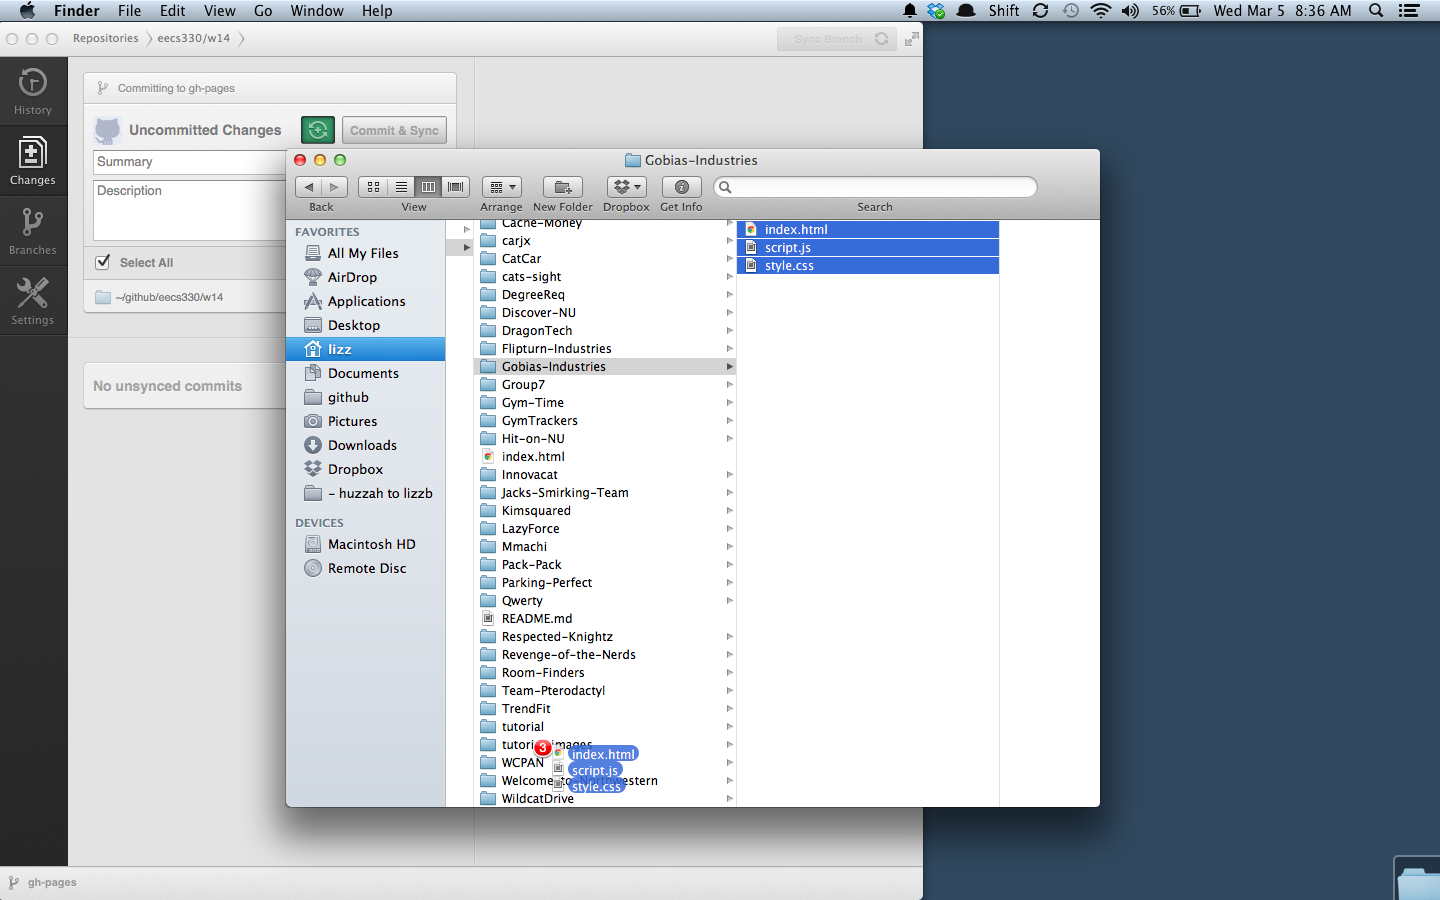 Finder File Edit View Go Window Help Shift 56% Wed Mar 5 8:36 AM
Repositories eecs330/w14 Sync Branch
History
Changes
Branches
Settings
Committing to gh-pages
Uncommitted Changes Commit & Sync
Summary
Description
Select All
~/github/eecs330/w14
No unsynced commits
gh-pages
Gobias-Industries
Back View Arrange New Folder Dropbox Get Info Search
FAVORITES
All My Files
AirDrop
Applications
Desktop
lizz
Documents
github
Pictures
Downloads
Dropbox
- huzzah to lizzb
DEVICES
Macintosh HD
Remote Disc
Cache-Money
carjx
CatCar
cats-sight
DegreeReq
Discover-NU
DragonTech
Flipturn-Industries
Gobias-Industries
Group7
Gym-Time
GymTrackers
Hit-on-NU
index.html
Innovacat
Jacks-Smirking-Team
Kimsquared
LazyForce
Mmachi
Pack-Pack
Parking-Perfect
Qwerty
README.md
Respected-Knightz
Revenge-of-the-Nerds
Room-Finders
Team-Pterodactyl
TrendFit
tutorial
WCPAN
WildcatDrive
3
index.html
script.js
style.css
index.html
script.js
style.css